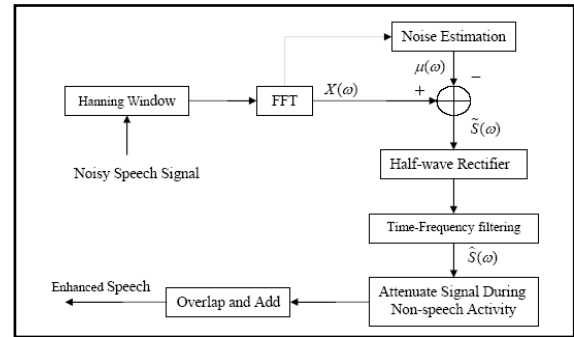 Noise Estimation
μ(ω)
−
Hanning Window
FFT
X(ω)
+
S̃(ω)
Noisy Speech Signal
Half-wave Rectifier
Time-Frequency filtering
Ŝ(ω)
Enhanced Speech
Overlap and Add
Attenuate Signal During
Non-speech Activity